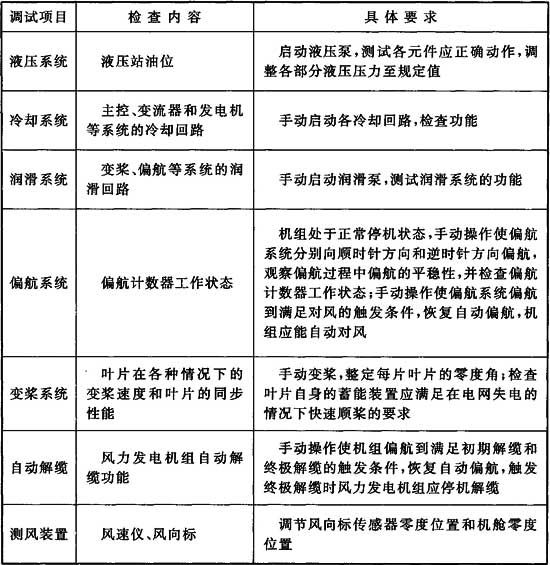 调试项目 检查内容 具体要求
液压系统 液压站油位
启动液压泵,测试各元件应正确动作,调
整各部分液压压力至规定值
冷却系统
主控、变流器和发电机
等系统的冷却回路
手动启动各冷却回路,检查功能
润滑系统
变桨、偏航等系统的润
滑回路
手动启动润滑泵,测试润滑系统的功能
偏航系统 偏航计数器工作状态
机组处于正常停机状态,手动操作使偏航
系统分别向顺时针方向和逆时针方向偏航,
观察偏航过程中偏航的平稳性,并检查偏航
计数器工作状态;手动操作使偏航系统偏航
到满足对风的触发条件,恢复自动偏航,机
组应能自动对风
变桨系统
叶片在各种情况下的
变桨速度和叶片的同步
性能
手动变桨,整定每片叶片的零度角;检查
叶片自身的蓄能装置应满足在电网失电的
情况下快速顺桨的要求
自动解缆
风力发电机组自动解
缆功能
手动操作使机组偏航到满足初期解缆和
终极解缆的触发条件,恢复自动偏航,触发
终极解缆时风力发电机组应停机解缆
测风装置 风速仪、风向标
调节风向标传感器零度位置和机舱零度
位置